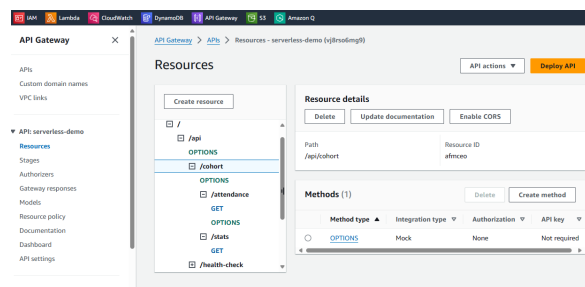 IAM Lambda CloudWatch DynamoDB API Gateway S3 Amazon Q
API Gateway
API Gateway > APIs > Resources - serverless-demo (vj8rso6mg9)
Resources
API actions
Deploy API
APIs
Custom domain names
VPC links
API: serverless-demo
Resources
Stages
Authorizers
Gateway responses
Models
Resource policy
Documentation
Dashboard
API settings
Create resource
/
/api
OPTIONS
/cohort
OPTIONS
/attendance
GET
OPTIONS
/stats
GET
/health-check
Resource details
Delete Update documentation Enable CORS
Path Resource ID
/api/cohort afmceo
Methods (1)
Delete Create method
Method type Integration type Authorization API key
OPTIONS Mock None Not required